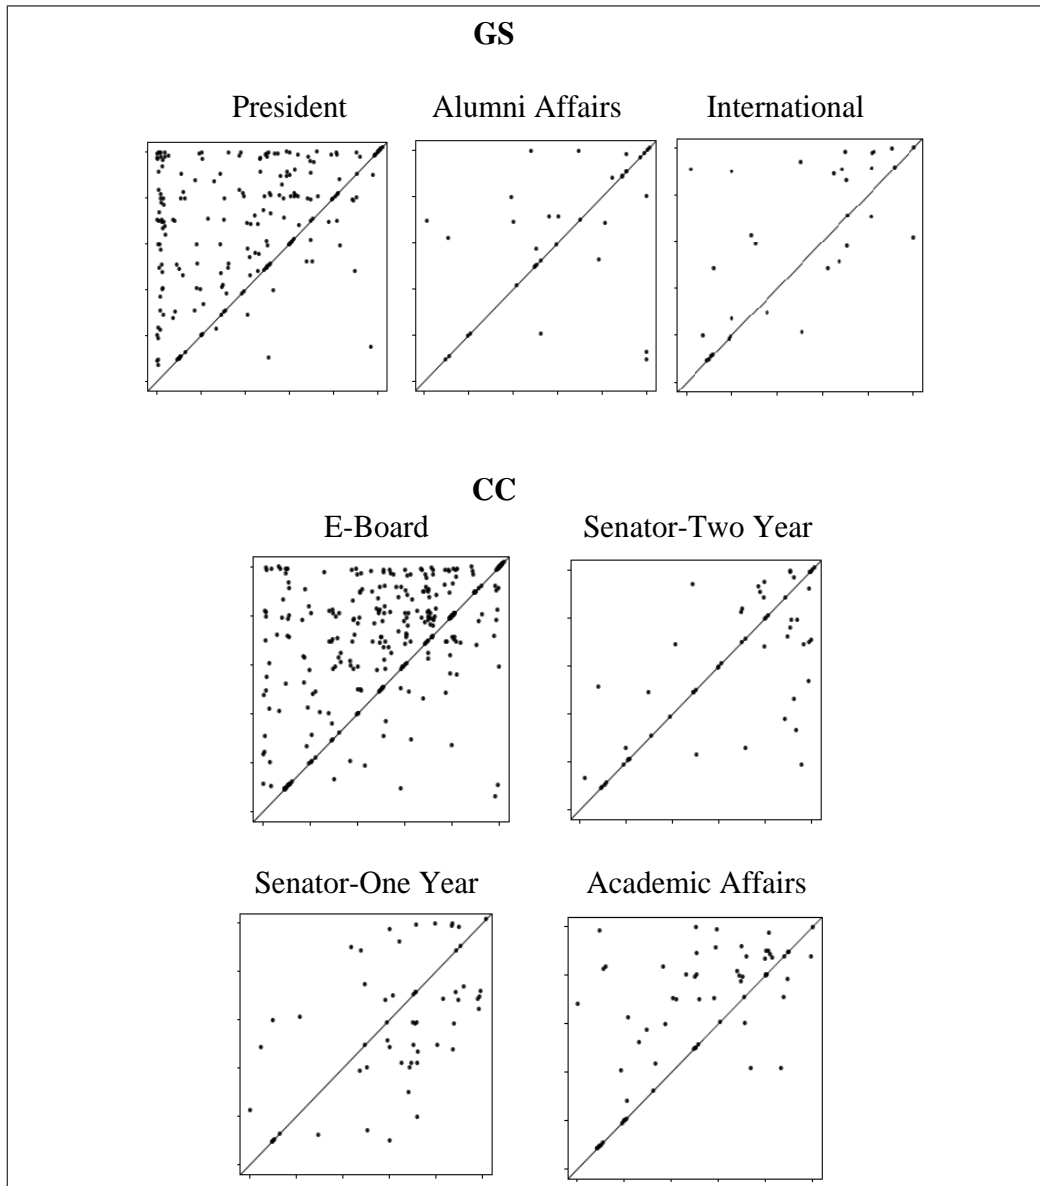 GS
President Alumni Affairs International
CC
E-Board Senator-Two Year
Senator-One Year Academic Affairs